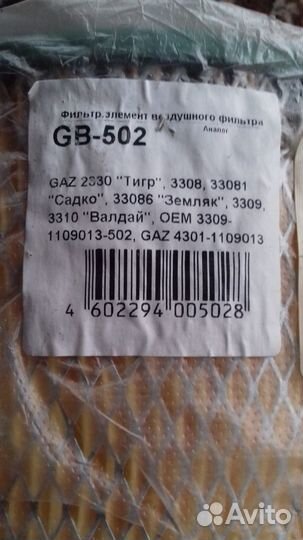 Фильтр.элемент воздушного фильтра
Аналог
GB-502
GAZ 2330 "Тигр", 3308, 33081
"Садко", 33086 "Земляк", 3309,
3310 "Валдай", OEM 3309-
1109013-502, GAZ 4301-1109013
4 602294 005028
Avito